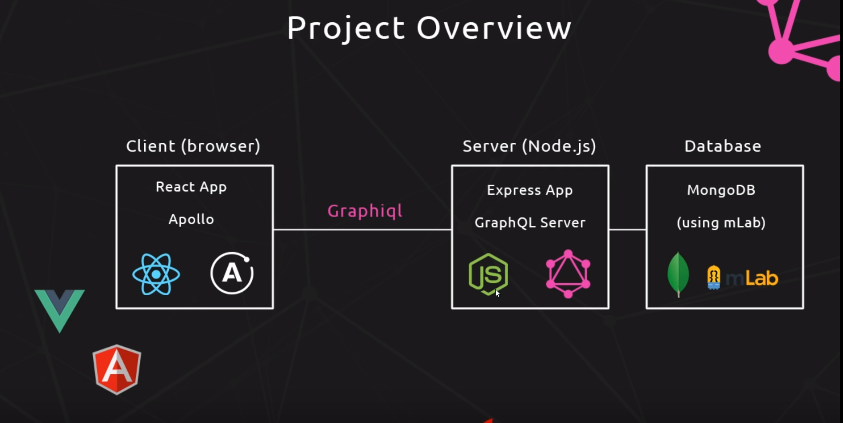 Project Overview
Client (browser)
React App
Apollo
A
Graphiql
Server (Node.js)
Express App
GraphQL Server
JS
Database
MongoDB
(using mLab)
mLab
A